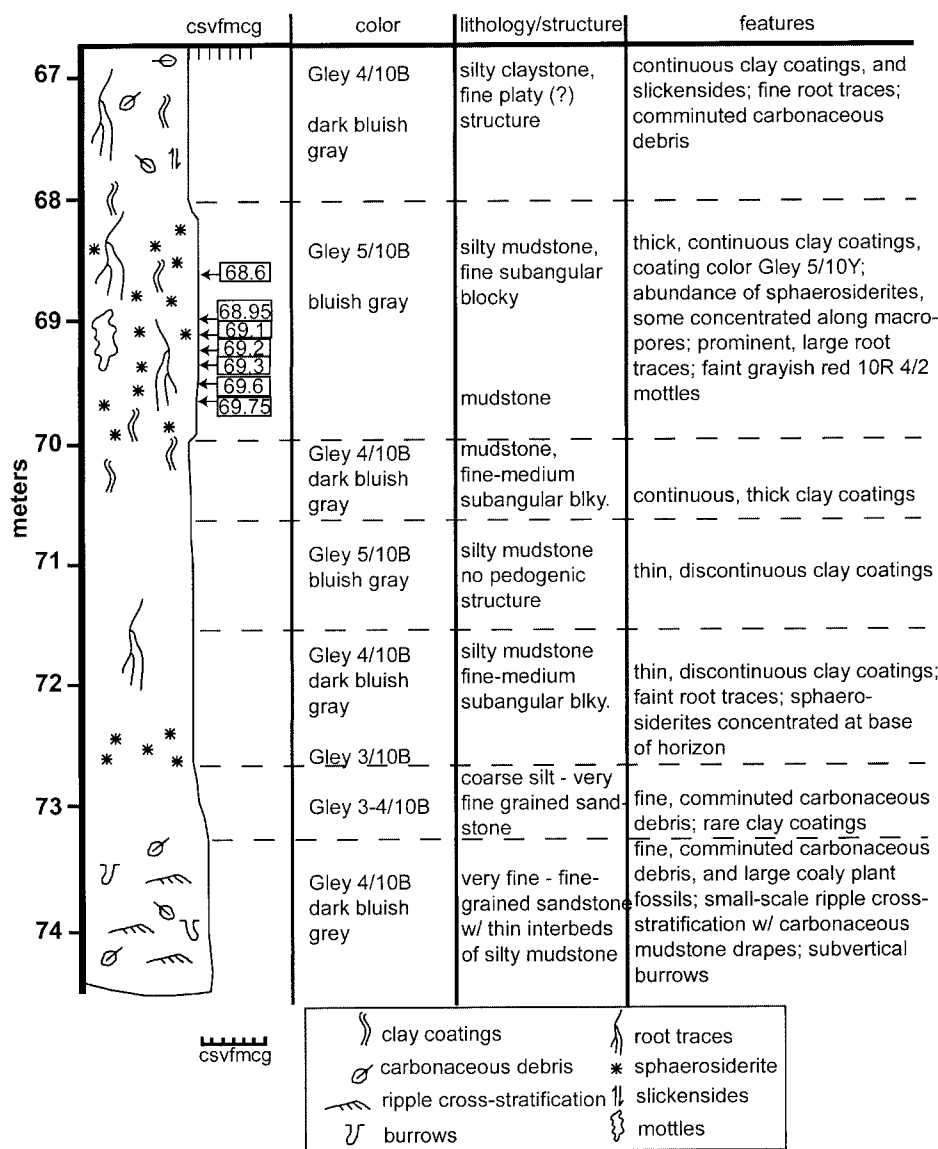 csvfmcg
color
lithology/structure
features
meters
67
68
69
70
71
72
73
74
68.6
68.95
69.1
69.2
69.3
69.6
69.75
Gley 4/10B
dark bluish
gray
silty claystone,
fine platy (?)
structure
continuous clay coatings, and
slickensides; fine root traces;
comminuted carbonaceous
debris
Gley 5/10B
bluish gray
silty mudstone,
fine subangular
blocky
mudstone
thick, continuous clay coatings,
coating color Gley 5/10Y;
abundance of sphaerosiderites,
some concentrated along macro-
pores; prominent, large root
traces; faint grayish red 10R 4/2
mottles
Gley 4/10B
dark bluish
gray
mudstone,
fine-medium
subangular blky.
continuous, thick clay coatings
Gley 5/10B
bluish gray
silty mudstone
no pedogenic
structure
thin, discontinuous clay coatings
Gley 4/10B
dark bluish
gray
Gley 3/10B
silty mudstone
fine-medium
subangular blky.
thin, discontinuous clay coatings;
faint root traces; sphaero-
siderites concentrated at base
of horizon
Gley 3-4/10B
coarse silt - very
fine grained sand-
stone
fine, comminuted carbonaceous
debris; rare clay coatings
Gley 4/10B
dark bluish
grey
very fine - fine-
grained sandstone
w/ thin interbeds
of silty mudstone
fine, comminuted carbonaceous
debris, and large coaly plant
fossils; small-scale ripple cross-
stratification w/ carbonaceous
mudstone drapes; subvertical
burrows
csvfmcg
clay coatings
carbonaceous debris
ripple cross-stratification
burrows
root traces
sphaerosiderite
slickensides
mottles